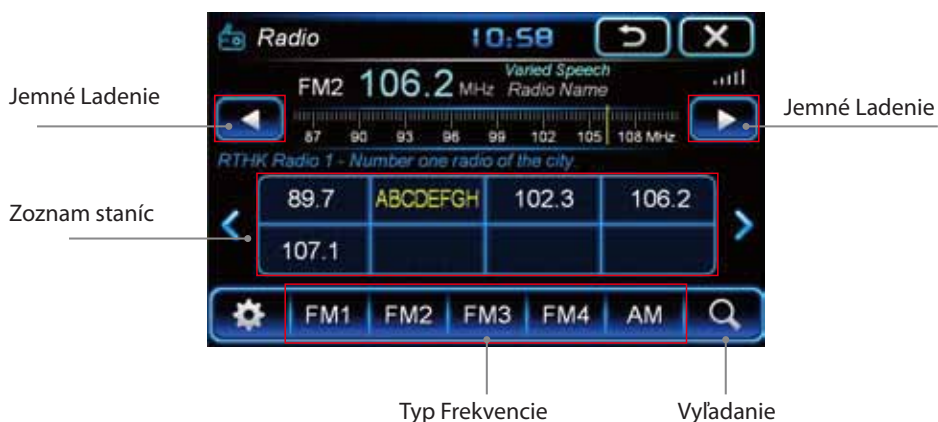 Radio 10:58
Varied Speech
FM2 106.2 MHz Radio Name
Jemné Ladenie
Jemné Ladenie
87 90 93 96 99 102 105 108 MHz
RTHK Radio 1 - Number one radio of the city.
Zoznam staníc
89.7 ABCDEFGH 102.3 106.2
107.1
FM1 FM2 FM3 FM4 AM
Typ Frekvencie
Vyľadanie